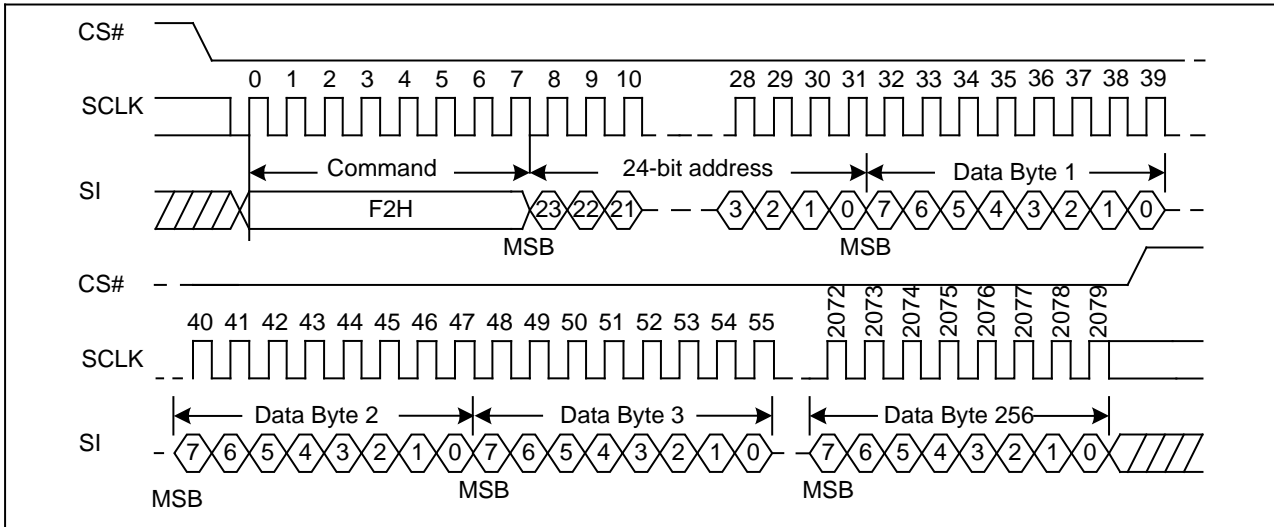 CS#
0 1 2 3 4 5 6 7 8 9 10 28 29 30 31 32 33 34 35 36 37 38 39
SCLK
Command 24-bit address Data Byte 1
SI
F2H 23 22 21 3 2 1 0 7 6 5 4 3 2 1 0
MSB MSB
CS#
2072 2073 2074 2075 2076 2077 2078 2079
40 41 42 43 44 45 46 47 48 49 50 51 52 53 54 55
SCLK
Data Byte 2 Data Byte 3 Data Byte 256
SI
7 6 5 4 3 2 1 0 7 6 5 4 3 2 1 0 7 6 5 4 3 2 1 0
MSB MSB MSB